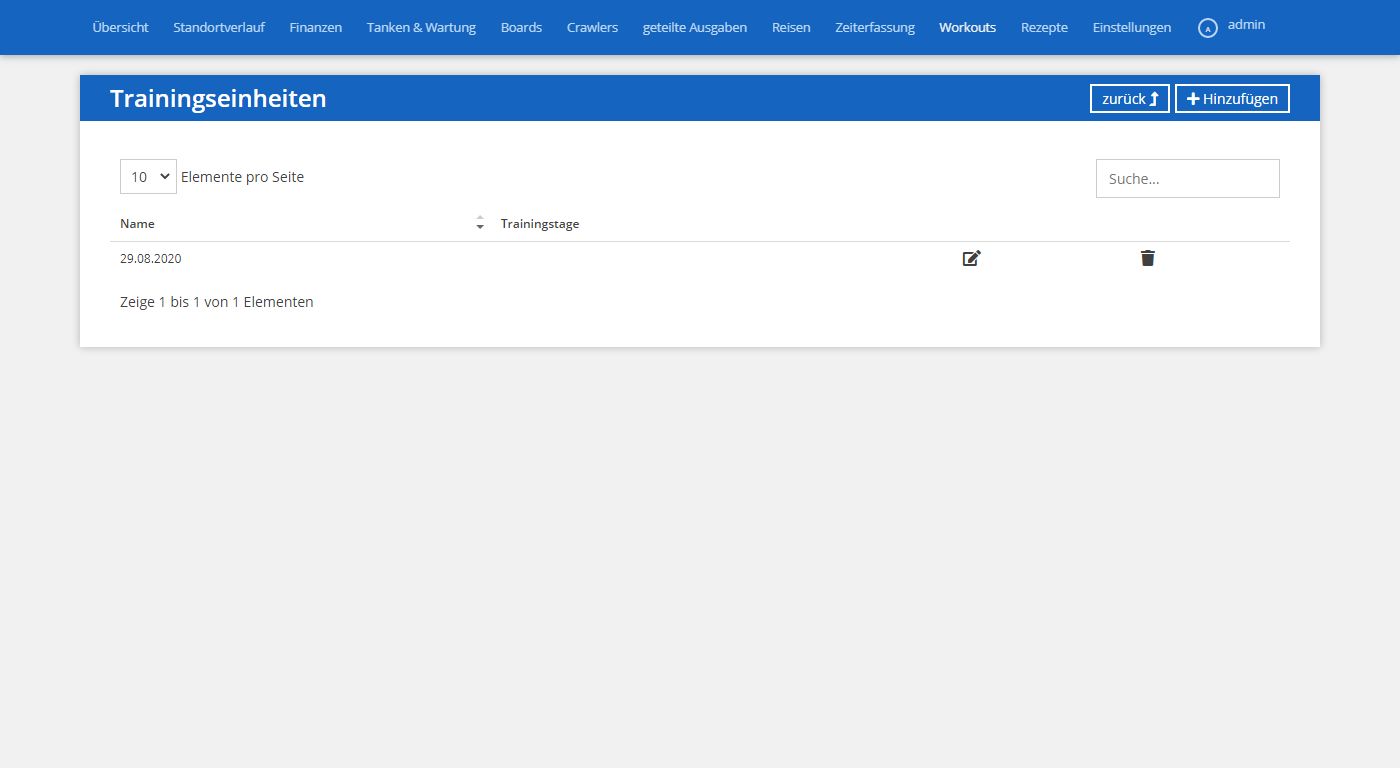 Übersicht Standortverlauf Finanzen Tanken & Wartung Boards Crawlers geteilte Ausgaben Reisen Zeiterfassung Workouts Rezepte Einstellungen A admin
Trainingseinheiten zurück Hinzufügen
10 Elemente pro Seite Suche...
Name Trainingstage
29.08.2020
Zeige 1 bis 1 von 1 Elementen